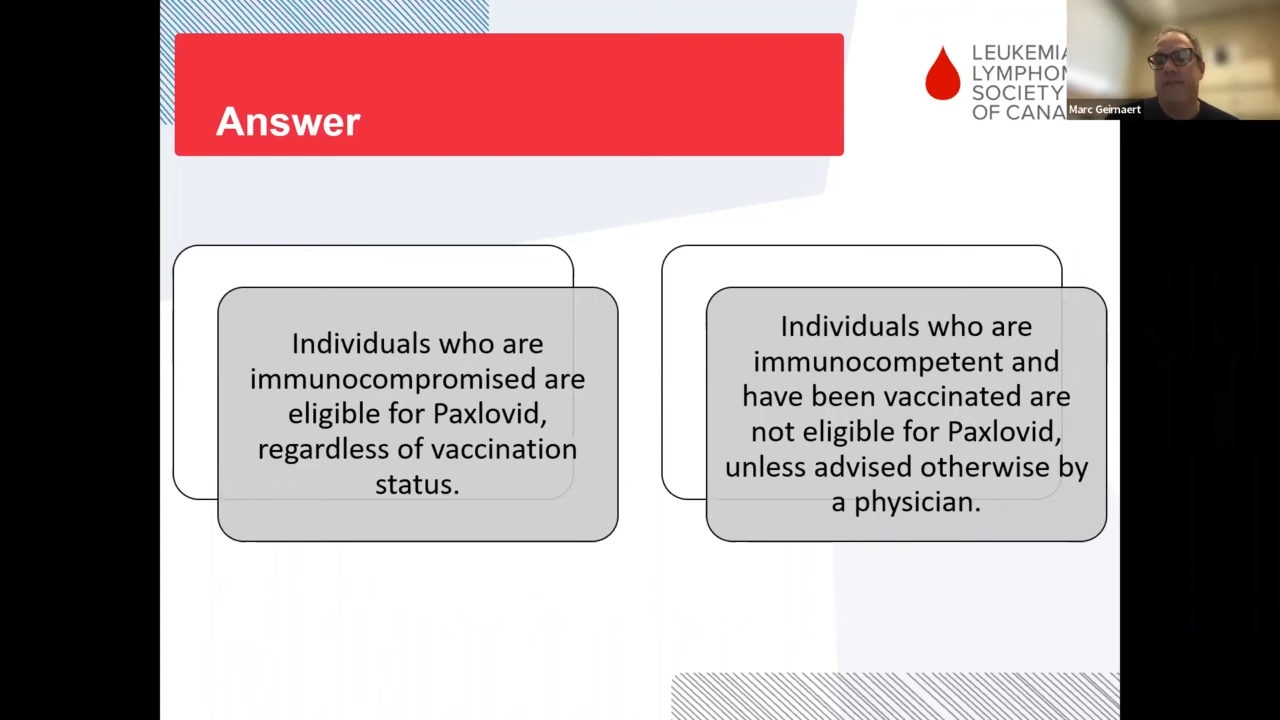 Answer
LEUKEMIA
LYMPHOM
SOCIETY
OF CANA
Marc Geirnaert
Individuals who are
immunocompromised are
eligible for Paxlovid,
regardless of vaccination
status.
Individuals who are
immunocompetent and
have been vaccinated are
not eligible for Paxlovid,
unless advised otherwise by
a physician.